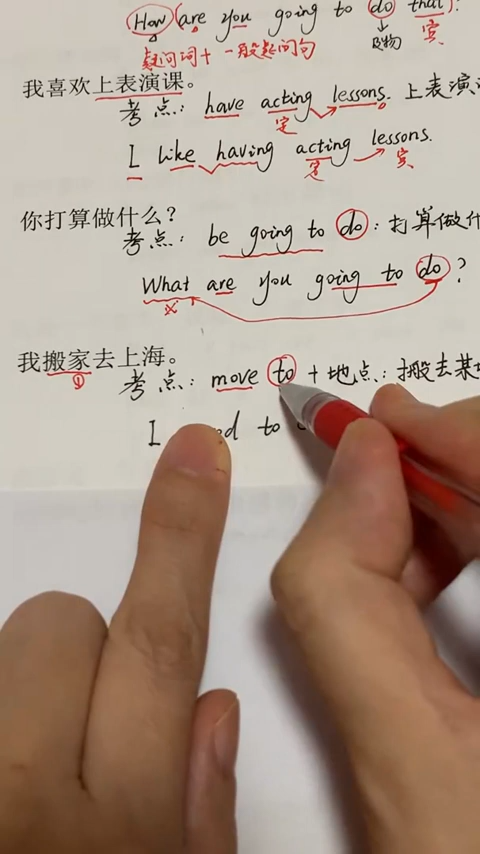 How are you going to do that?
疑问词+一般疑问句 及物 宾
我喜欢上表演课。
考点: have acting lessons. 上表演
定
I like having acting lessons.
定 宾
你打算做什么?
考点: be going to do: 打算做什
What are you going to do?
我搬家去上海。
①
考点: move to + 地点: 搬去某
I to